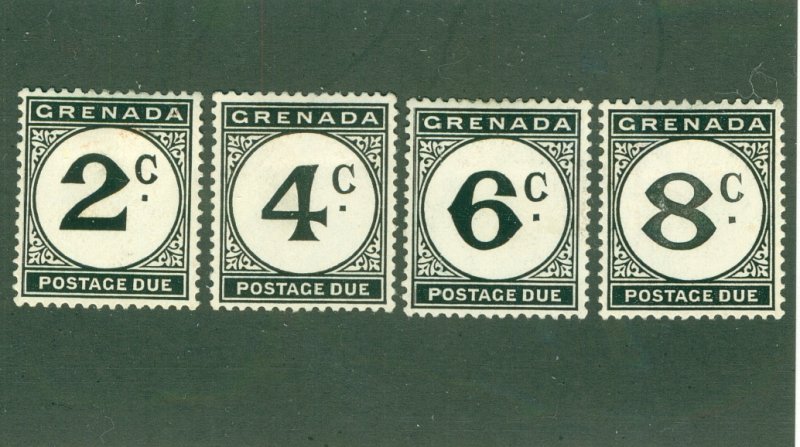 GRENADA
2c.
POSTAGE DUE
GRENADA
4c.
POSTAGE DUE
GRENADA
6c.
POSTAGE DUE
GRENADA
8c.
POSTAGE DUE